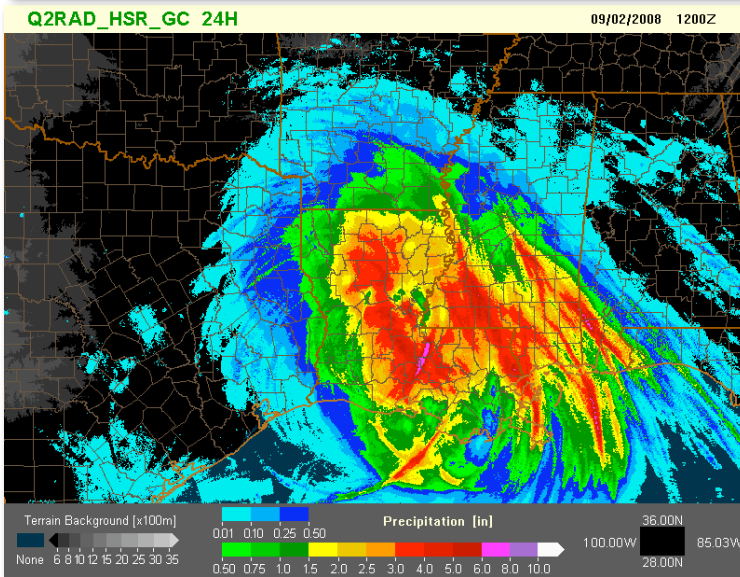 Q2RAD_HSR_GC 24H
09/02/2008 1200Z
Terrain Background [x100m]
None 6 8 10 12 15 20 25 30 35
0.01 0.10 0.25 0.50
Precipitation [in]
0.50 0.75 1.0 1.5 2.0 2.5 3.0 4.0 5.0 6.0 8.0 10.0
36.00N
100.00W 85.03W
28.00N